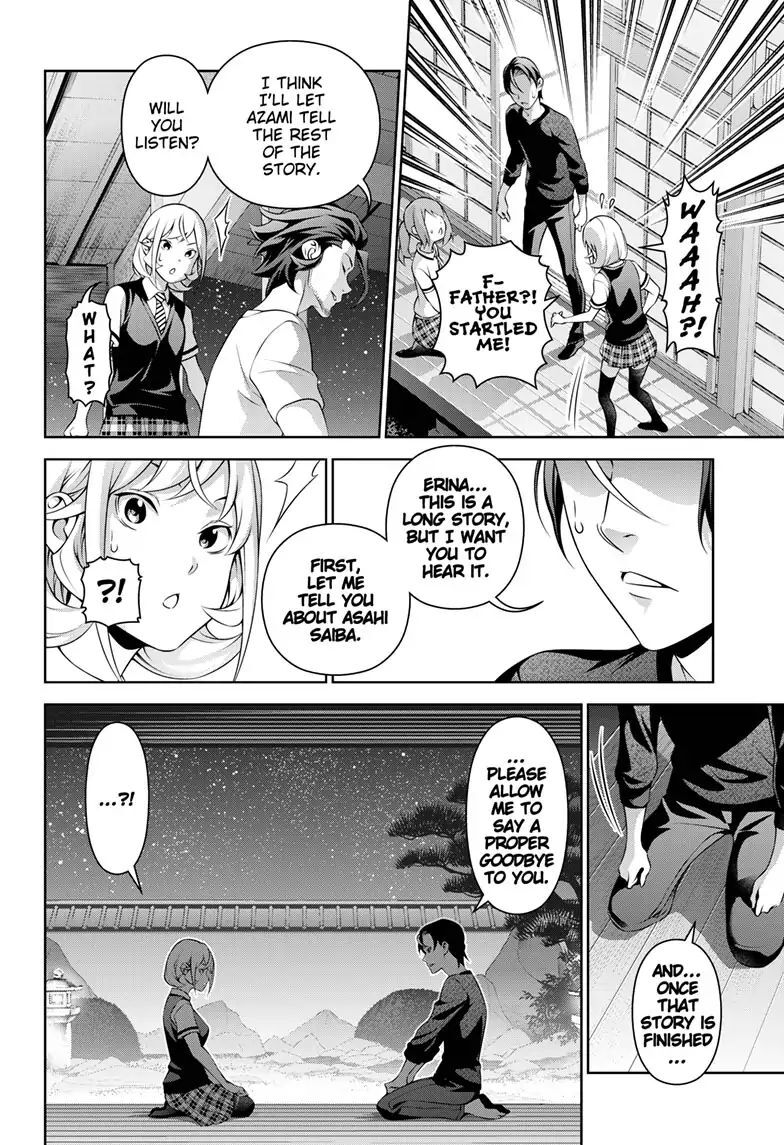 WAAAH?!
F-
FATHER?!
YOU
STARTLED
ME!
I THINK
I'LL LET
AZAMI TELL
THE REST
OF THE
STORY.
WILL
YOU
LISTEN?
WHAT?
ERINA...
THIS IS A
LONG STORY,
BUT I WANT
YOU TO
HEAR IT.
FIRST,
LET ME
TELL YOU
ABOUT ASAHI
SAIBA.
?!
AND...
ONCE
THAT
STORY IS
FINISHED
...
...
PLEASE
ALLOW
ME TO
SAY A
PROPER
GOODBYE
TO YOU.
...?!